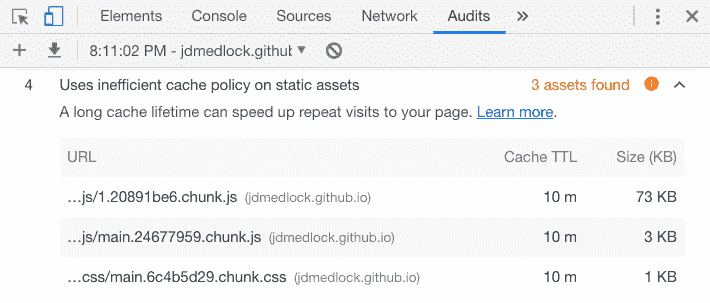 Elements Console Sources Network Audits »
8:11:02 PM - jdmedlock.githul
4 Uses inefficient cache policy on static assets 3 assets found
A long cache lifetime can speed up repeat visits to your page. Learn more.
URL Cache TTL Size (KB)
…js/1.20891be6.chunk.js (jdmedlock.github.io) 10 m 73 KB
…js/main.24677959.chunk.js (jdmedlock.github.io) 10 m 3 KB
…css/main.6c4b5d29.chunk.css (jdmedlock.github.io) 10 m 1 KB